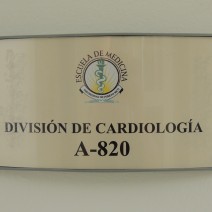 ESCUELA DE MEDICINA
DIVISIÓN DE CARDIOLOGÍA
A-820